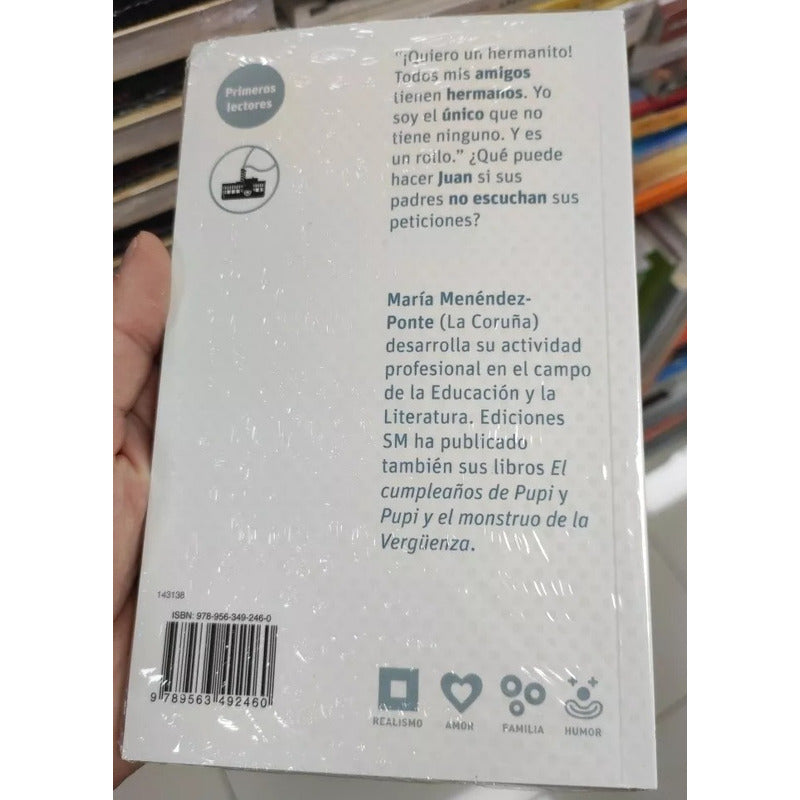 Primeros
lectores
"¡Quiero un hermanito!
Todos mis amigos
tienen hermanos. Yo
soy el único que no
tiene ninguno. Y es
un rollo." ¿Qué puede
hacer Juan si sus
padres no escuchan sus
peticiones?
María Menéndez-
Ponte (La Coruña)
desarrolla su actividad
profesional en el campo
de la Educación y la
Literatura. Ediciones
SM ha publicado
también sus libros El
cumpleaños de Pupi y
Pupi y el monstruo de la
Vergüenza.
143138
ISBN: 978-956-349-246-0
9 789563 492460
REALISMO
AMOR
FAMILIA
HUMOR